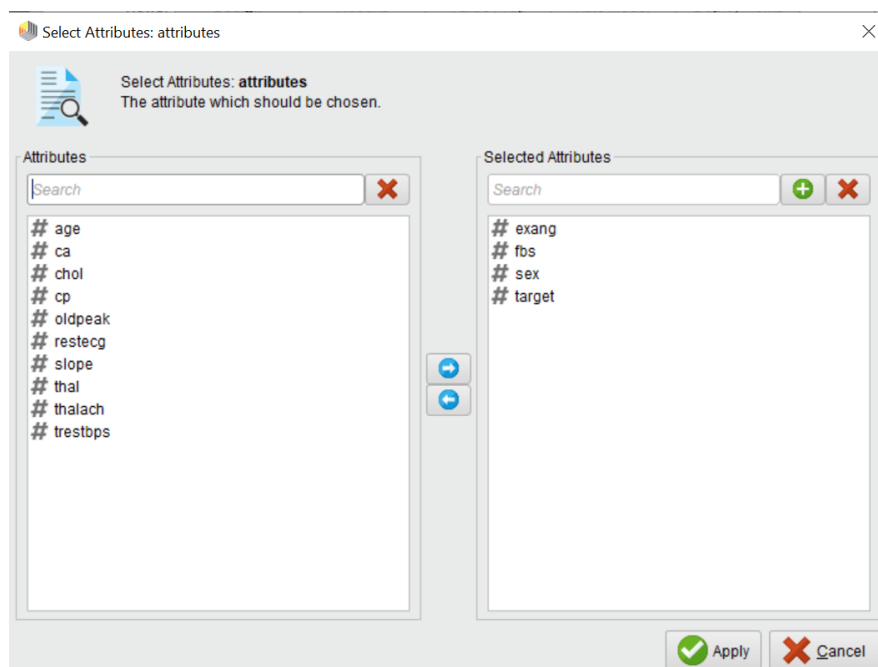 Select Attributes: attributes
Select Attributes: attributes
The attribute which should be chosen.
Attributes
Search
# age
# ca
# chol
# cp
# oldpeak
# restecg
# slope
# thal
# thalach
# trestbps
Selected Attributes
Search
# exang
# fbs
# sex
# target
Apply
Cancel